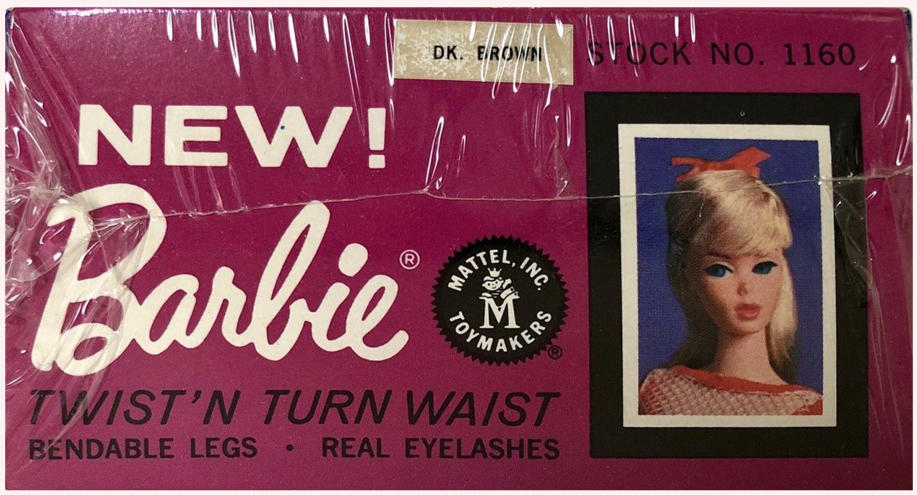 DK. BROWN
STOCK NO. 1160
NEW!
Barbie®
MATTEL, INC.
M
TOYMAKERS
®
TWIST'N TURN WAIST
BENDABLE LEGS • REAL EYELASHES